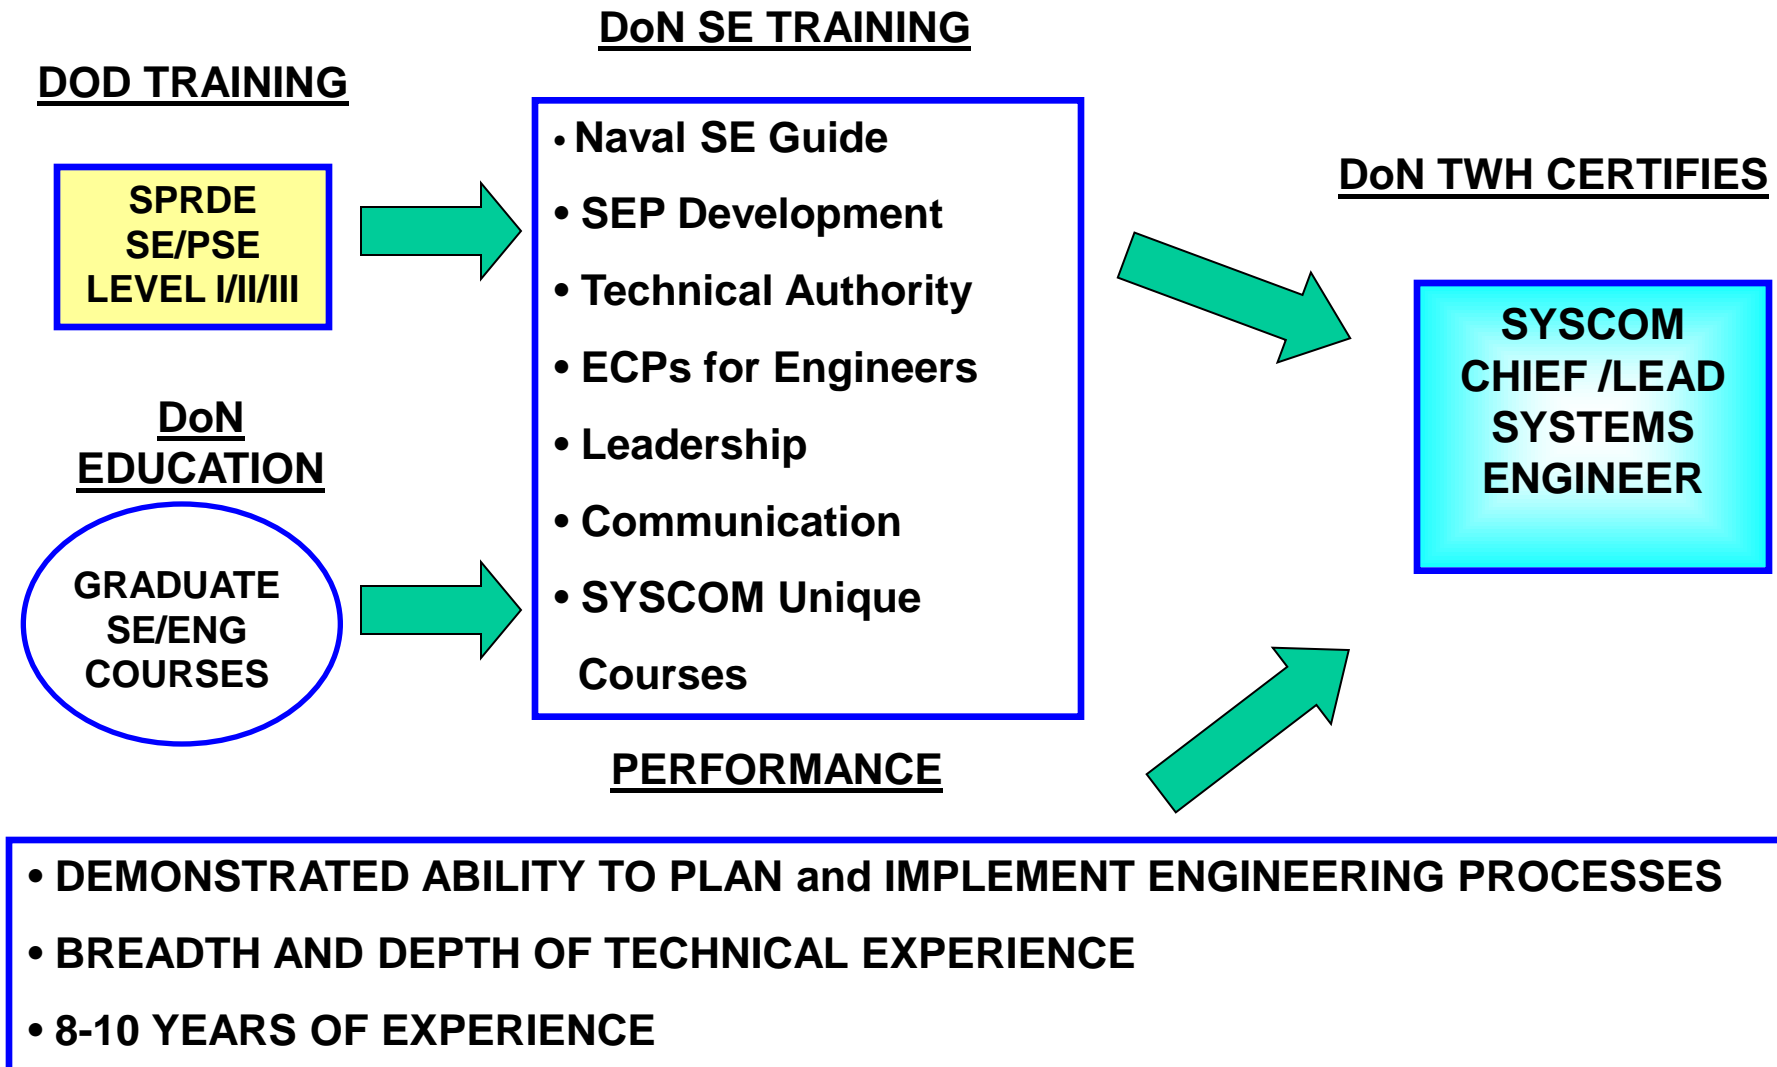 DoN SE TRAINING
DOD TRAINING
SPRDE
SE/PSE
LEVEL I/II/III
DoN
EDUCATION
GRADUATE
SE/ENG
COURSES
• Naval SE Guide
• SEP Development
• Technical Authority
• ECPs for Engineers
• Leadership
• Communication
• SYSCOM Unique
Courses
DoN TWH CERTIFIES
SYSCOM
CHIEF /LEAD
SYSTEMS
ENGINEER
PERFORMANCE
• DEMONSTRATED ABILITY TO PLAN and IMPLEMENT ENGINEERING PROCESSES
• BREADTH AND DEPTH OF TECHNICAL EXPERIENCE
• 8-10 YEARS OF EXPERIENCE